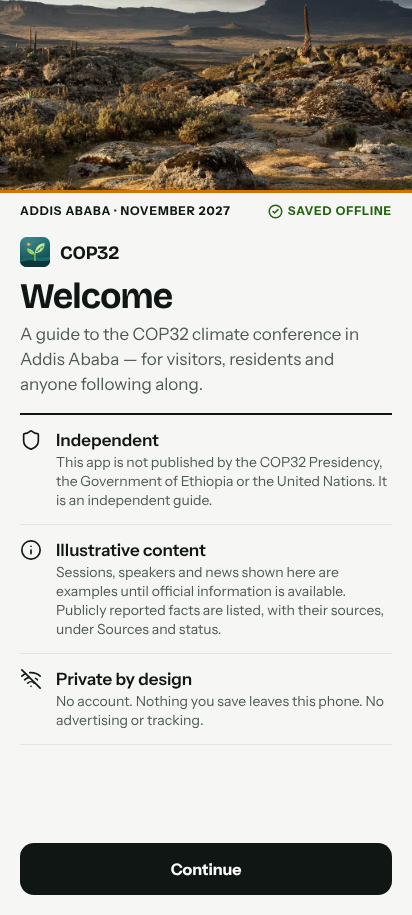 ADDIS ABABA · NOVEMBER 2027
SAVED OFFLINE
COP32
Welcome
A guide to the COP32 climate conference in
Addis Ababa — for visitors, residents and
anyone following along.
Independent
This app is not published by the COP32 Presidency,
the Government of Ethiopia or the United Nations. It
is an independent guide.
Illustrative content
Sessions, speakers and news shown here are
examples until official information is available.
Publicly reported facts are listed, with their sources,
under Sources and status.
Private by design
No account. Nothing you save leaves this phone. No
advertising or tracking.
Continue